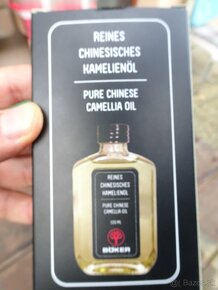 REINES
CHINESISCHES
KAMELIENÖL
PURE CHINESE
CAMELLIA OIL
REINES
CHINESISCHES
KAMELIENÖL
PURE CHINESE
CAMELLIA OIL
BÖKER